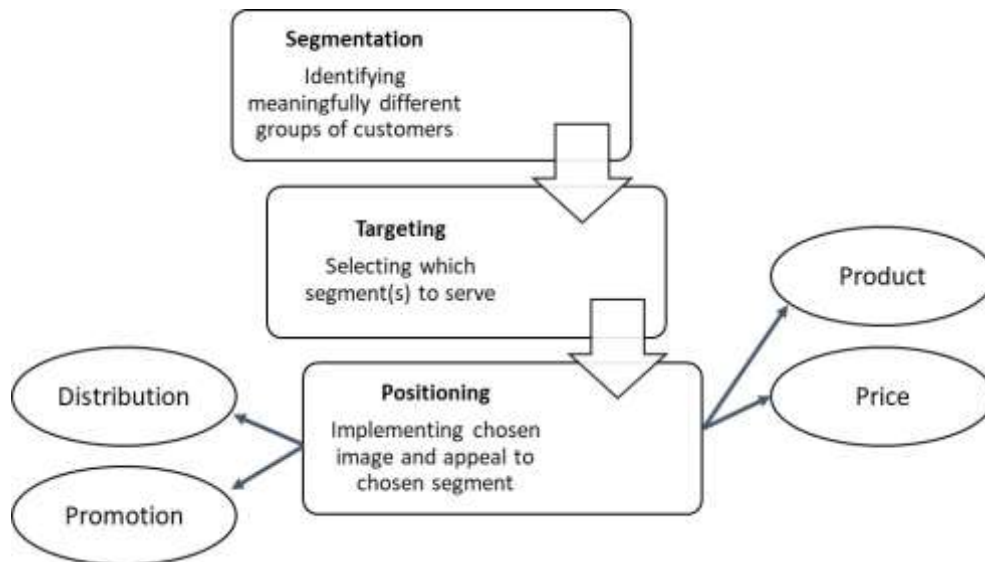 Segmentation
Identifying
meaningfully different
groups of customers
Targeting
Selecting which
segment(s) to serve
Product
Price
Distribution
Promotion
Positioning
Implementing chosen
image and appeal to
chosen segment